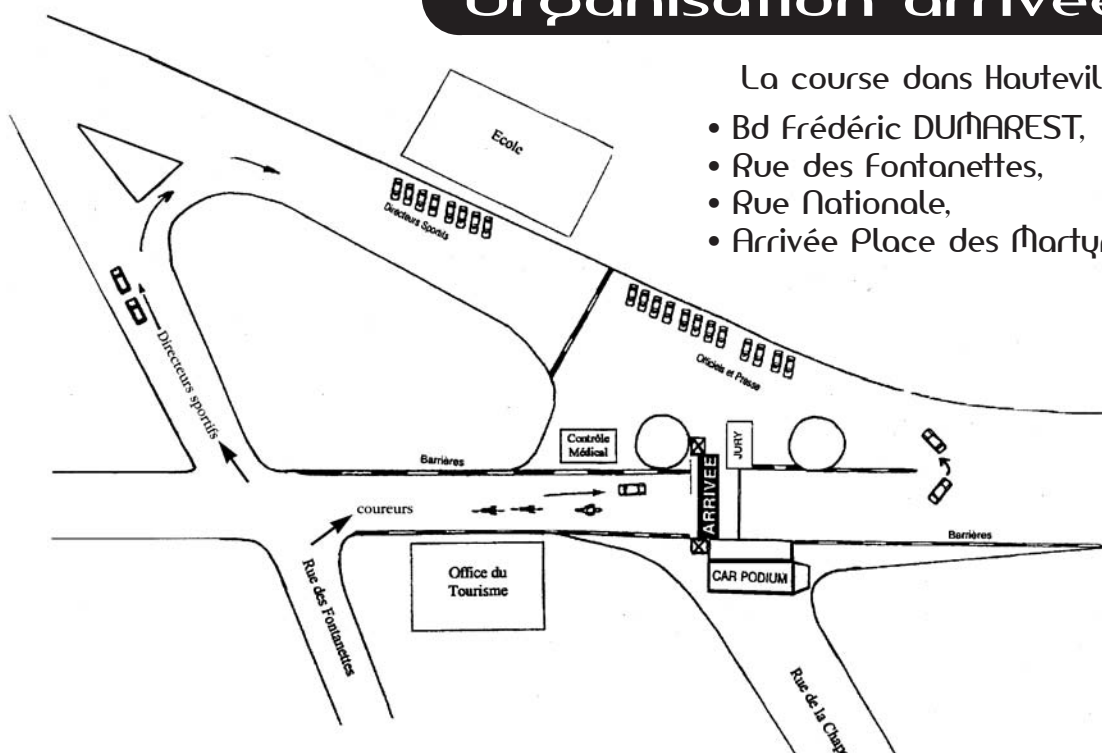 Organisation arrivée
La course dans Hautevil
• Bd Frédéric DUMAREST,
• Rue des Fontanettes,
• Rue Nationale,
• Arrivée Place des Martyr
Ecole
Directeurs Sportifs
Officiels et Presse
Directeurs sportifs
Contrôle
Médical
JURY
Barrières
ARRIVEE
coureurs
Barrières
Office du
Tourisme
CAR PODIUM
Rue des Fontanettes
Rue de la Chap